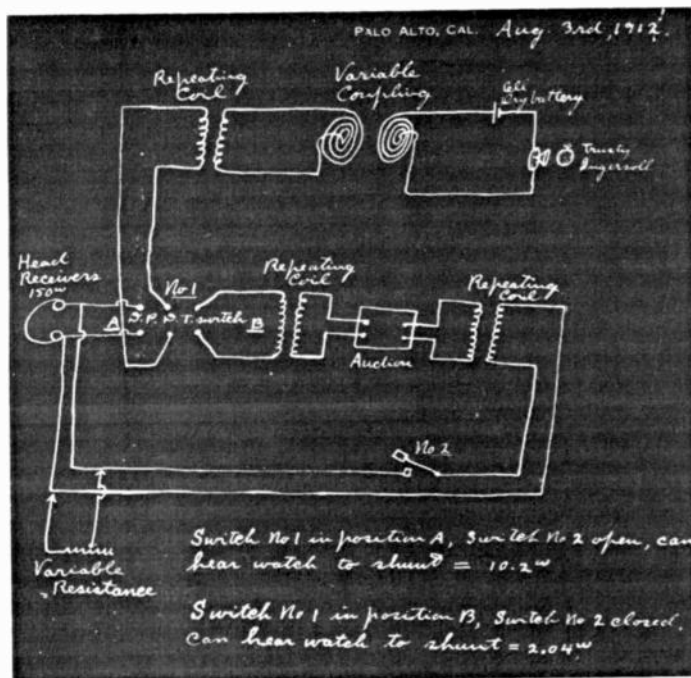 PALO ALTO, CAL. Aug. 3rd, 1912
Repeating
Coil
Variable
Coupling
Dry battery
Trusty
Ingersoll
Head
Receivers
150ω
No 1
A D. P. D. T. switch B
Repeating
Coil
Audion
Repeating
Coil
No 2
Variable
Resistance
Switch No 1 in position A, Switch No 2 open, can
hear watch to shunt = 10.2ω
Switch No 1 in position B, Switch No 2 closed.
can hear watch to shunt = 2.04ω